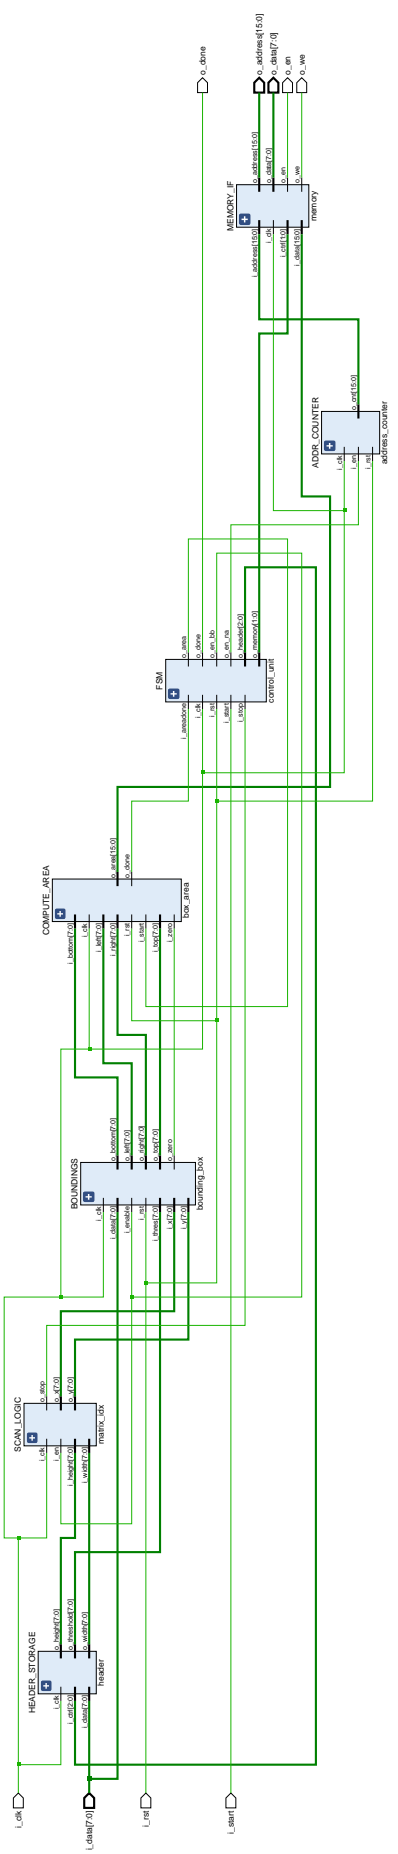 i_clk
i_data[7:0]
i_rst
i_start
HEADER_STORAGE
i_clk
i_ctrl[2:0]
i_data[7:0]
o_height[7:0]
o_threshold[7:0]
o_width[7:0]
header
SCAN_LOGIC
i_clk
i_en
i_height[7:0]
i_width[7:0]
o_stop
o_x[7:0]
o_y[7:0]
matrix_idx
BOUNDINGS
i_clk
i_data[7:0]
i_enable
i_rst
i_thres[7:0]
i_x[7:0]
i_y[7:0]
o_bottom[7:0]
o_left[7:0]
o_right[7:0]
o_top[7:0]
o_zero
bounding_box
COMPUTE_AREA
i_bottom[7:0]
i_clk
i_left[7:0]
i_right[7:0]
i_rst
i_start
i_top[7:0]
i_zero
o_area[15:0]
o_done
box_area
FSM
i_areadone
i_clk
i_rst
i_start
i_stop
o_area
o_done
o_en_bb
o_en_na
o_header[2:0]
o_memory[1:0]
control_unit
ADDR_COUNTER
i_clk
i_en
i_rst
o_cnt[15:0]
address_counter
MEMORY_IF
i_address[15:0]
i_clk
i_ctrl[1:0]
i_data[15:0]
o_address[15:0]
o_data[7:0]
o_en
o_we
memory
o_done
o_address[15:0]
o_data[7:0]
o_en
o_we